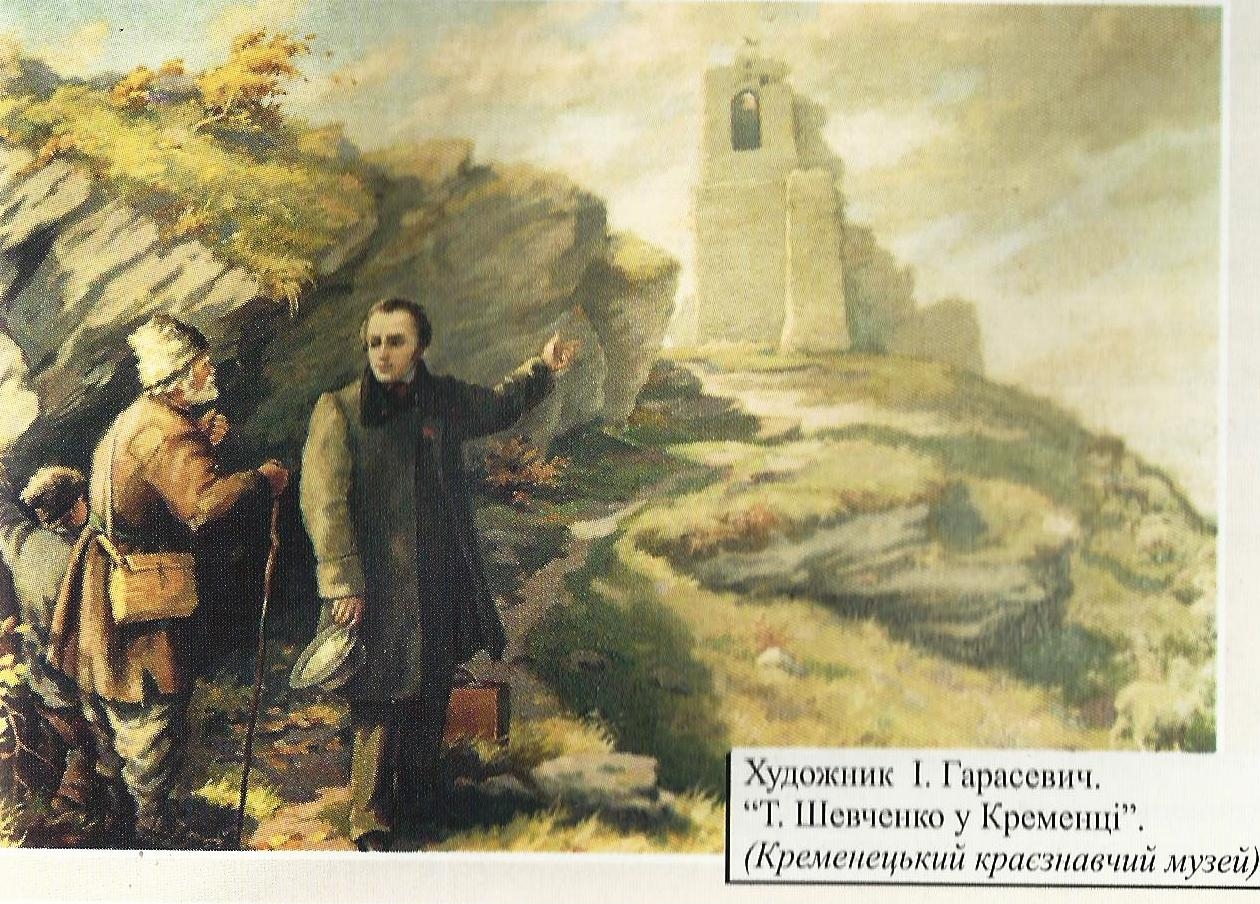 Художник І. Гарасевич.
“Т. Шевченко у Кременці”.
(Кременецький краєзнавчий музей)